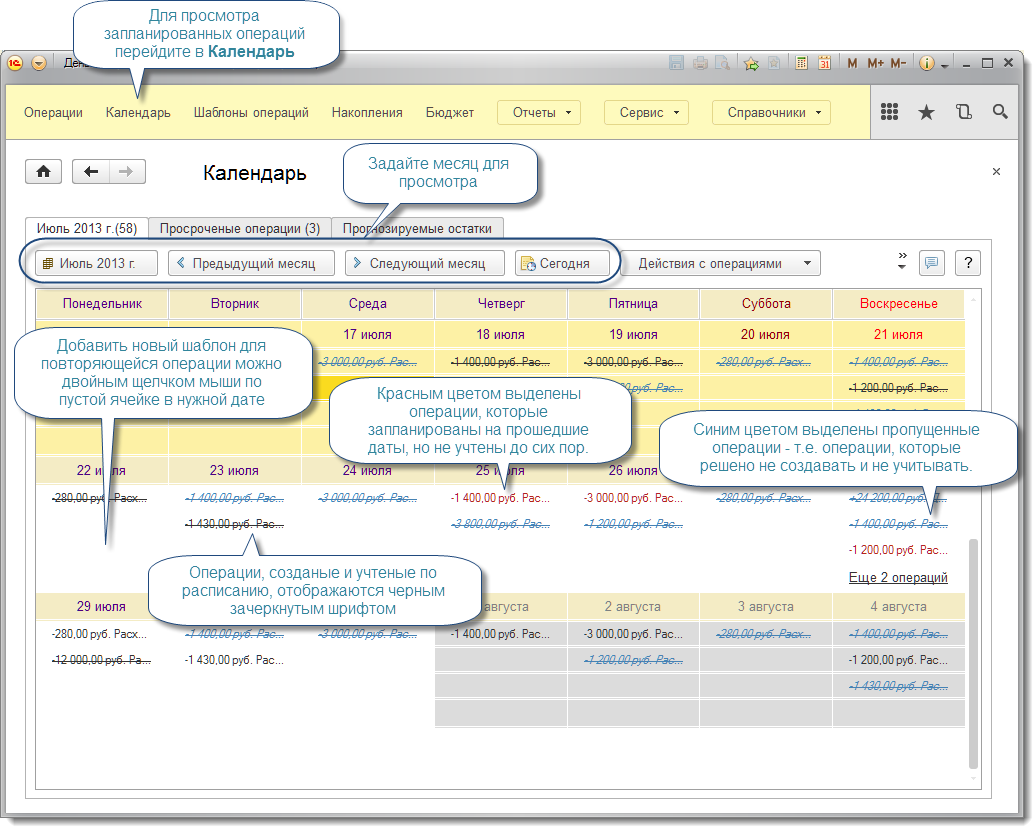 Для просмотра
запланированных операций
перейдите в Календарь
1С
М М+ М-
31
Операции Календарь Шаблоны операций Накопления Бюджет Отчеты Сервис Справочники
Календарь
Задайте месяц для
просмотра
Июль 2013 г.(58) Просроченые операции (3) Прогнозируемые остатки
Июль 2013 г. Предыдущий месяц Следующий месяц Сегодня Действия с операциями » ?
Понедельник Вторник Среда Четверг Пятница Суббота Воскресенье
17 июля 18 июля 19 июля 20 июля 21 июля
-3 000,00 руб. Рас... -1 400,00 руб. Рас... -3 000,00 руб. Рас... -280,00 руб. Расх... -1 400,00 руб. Рас...
руб. Рас... -1 200,00 руб. Рас...
Добавить новый шаблон для
повторяющейся операции можно
двойным щелчком мыши по
пустой ячейке в нужной дате
Красным цветом выделены
операции, которые
запланированы на прошедшие
даты, но не учтены до сих пор.
Синим цветом выделены пропущенные
операции - т.е. операции, которые
решено не создавать и не учитывать.
22 июля 23 июля 24 июля 25 июля 26 июля
-280,00 руб. Расх... -1 400,00 руб. Рас... -3 000,00 руб. Рас... -1 400,00 руб. Рас... -3 000,00 руб. Рас... -280,00 руб. Расх... +24 200,00 руб.
-1 430,00 руб. Рас... -3 800,00 руб. Рас... -1 200,00 руб. Рас... -1 400,00 руб. Рас...
-1 200,00 руб. Рас...
Еще 2 операций
Операции, созданые и учтеные по
расписанию, отображаются черным
зачеркнутым шрифтом
29 июля августа 2 августа 3 августа 4 августа
-280,00 руб. Расх... -1 400,00 руб. Рас... -3 000,00 руб. Рас... -1 400,00 руб. Рас... -3 000,00 руб. Рас... -280,00 руб. Расх... -1 400,00 руб. Рас...
-12 000,00 руб. Ра... -1 430,00 руб. Рас... -1 200,00 руб. Рас... -1 200,00 руб. Рас...
-1 430,00 руб. Рас...